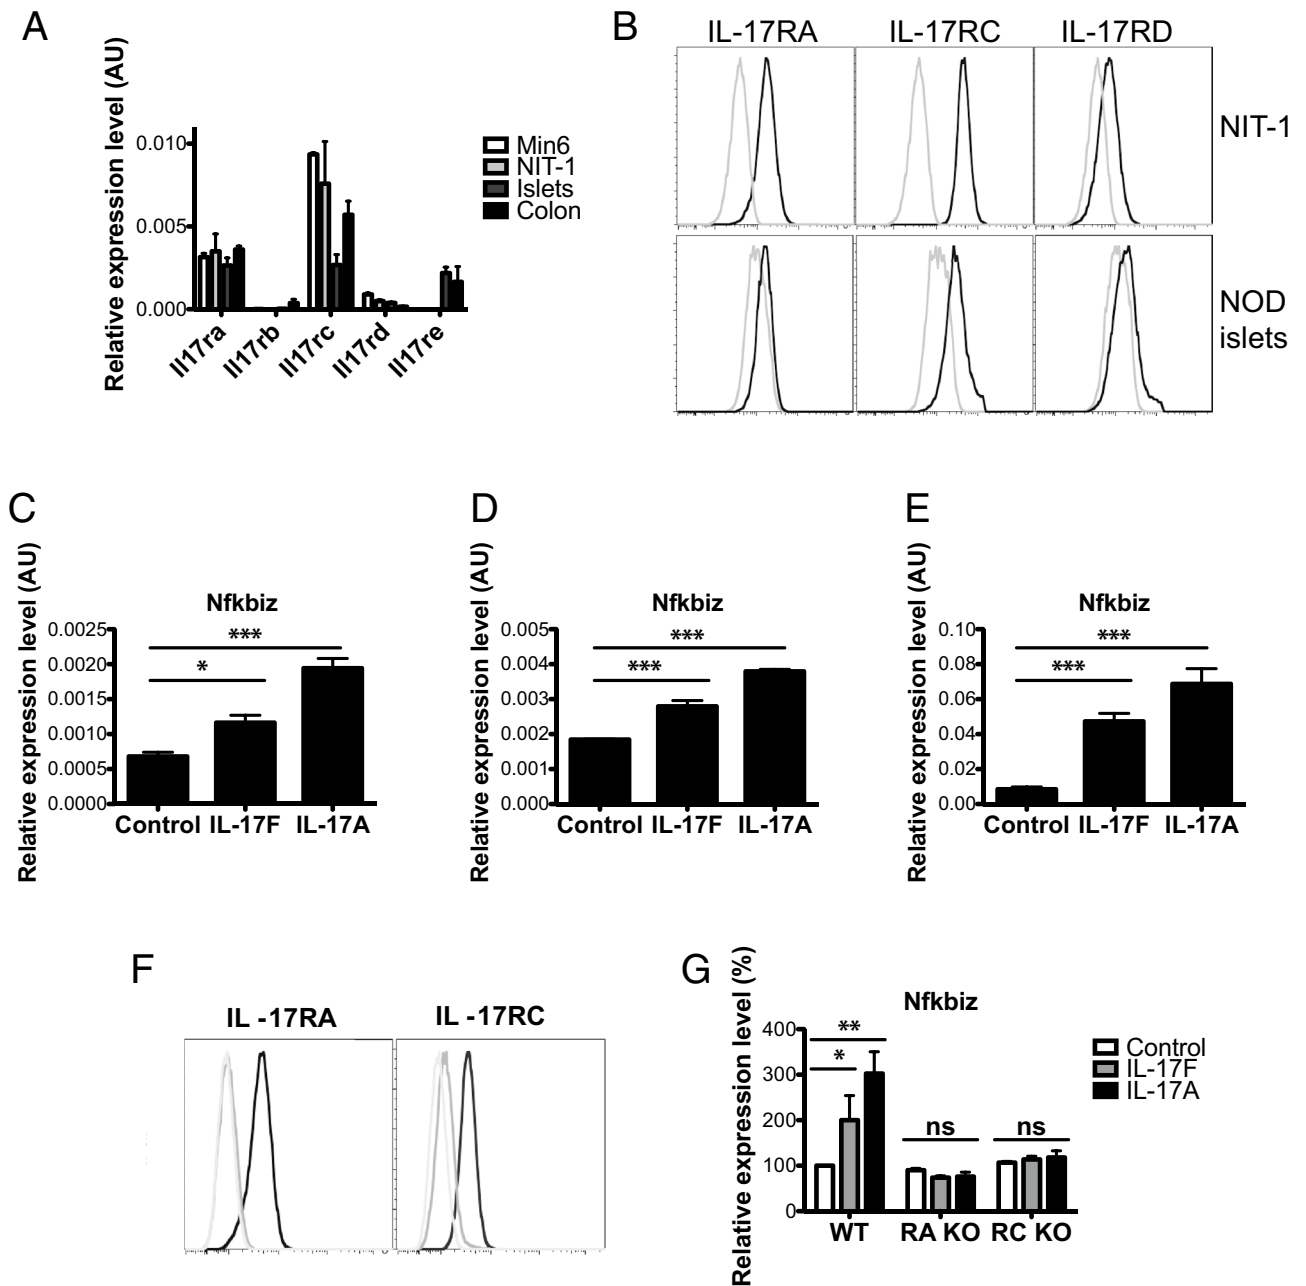 A
Relative expression level (AU)
0.010
0.005
0.000
Il17ra
Il17rb
Il17rc
Il17rd
Il17re
Min6
NIT-1
Islets
Colon
B
IL-17RA IL-17RC IL-17RD
NIT-1
NOD
islets
C
Relative expression level (AU)
Nfkbiz
***
*
0.0025
0.0020
0.0015
0.0010
0.0005
0.0000
Control IL-17F IL-17A
D
Relative expression level (AU)
Nfkbiz
***
***
0.005
0.004
0.003
0.002
0.001
0.000
Control IL-17F IL-17A
E
Relative expression level (AU)
Nfkbiz
***
***
0.10
0.08
0.06
0.04
0.02
0.00
Control IL-17F IL-17A
F
IL -17RA IL -17RC
G
Relative expression level (%)
Nfkbiz
400
300
200
100
0
**
*
ns ns
WT RA KO RC KO
Control
IL-17F
IL-17A